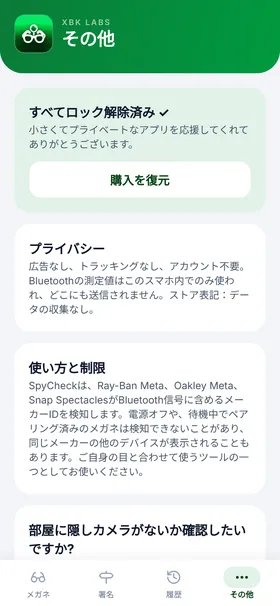 XBK LABS
その他
すべてロック解除済み ✓
小さくてプライベートなアプリを応援してくれて
ありがとうございます。
購入を復元
プライバシー
広告なし、トラッキングなし、アカウント不要。
Bluetoothの測定値はこのスマホ内でのみ使わ
れ、どこにも送信されません。ストア表記：デー
タの収集なし。
使い方と制限
SpyCheckは、Ray-Ban Meta、Oakley Meta、
Snap SpectaclesがBluetooth信号に含めるメー
カーIDを検知します。電源オフや、待機中でペア
リング済みのメガネは検知できないことがあり、
同じメーカーの他のデバイスが表示されることも
あります。ご自身の目と合わせて使うツールの一
つとしてお使いください。
部屋に隠しカメラがないか確認したい
ですか?
メガネ
署名
履歴
その他